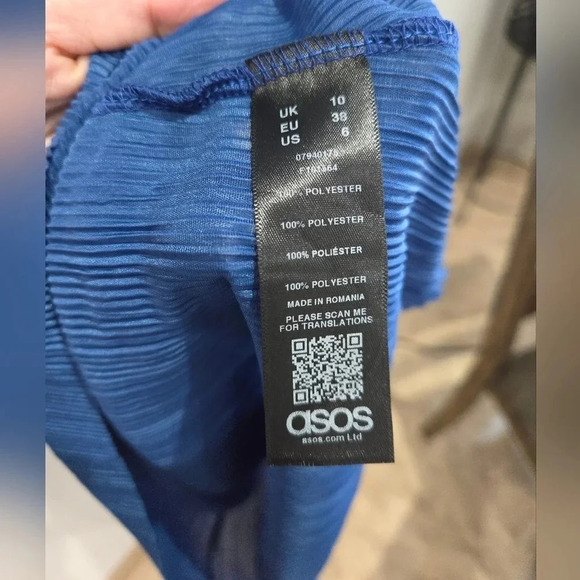 UK 10
EU 38
US 6
100% POLYESTER
100% POLYESTER
100% POLIÉSTER
100% POLYESTER
MADE IN ROMANIA
PLEASE SCAN ME
FOR TRANSLATIONS
asos
asos.com Ltd